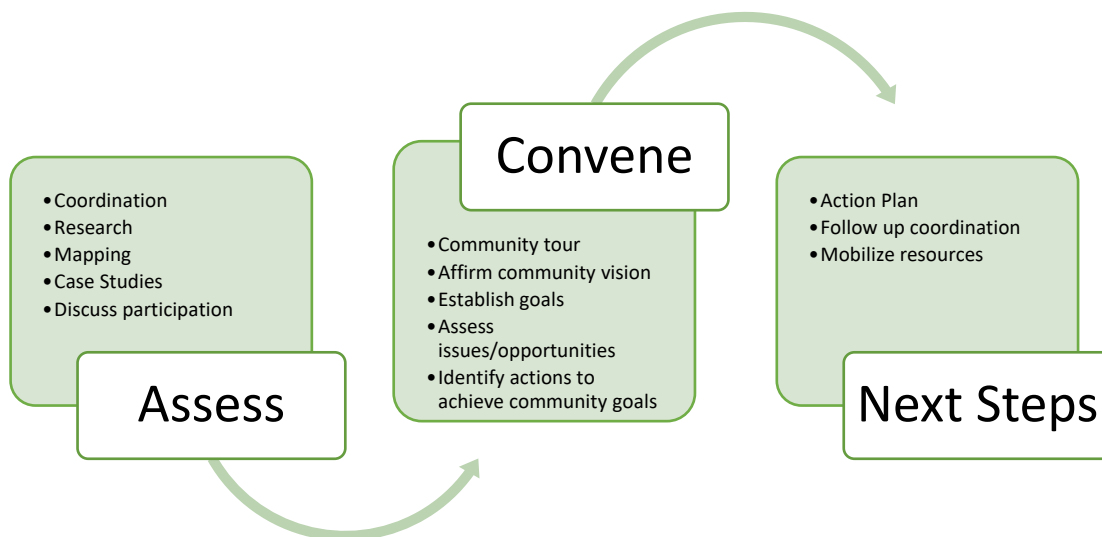 •Coordination
•Research
•Mapping
•Case Studies
•Discuss participation
Assess
Convene
•Community tour
•Affirm community vision
•Establish goals
•Assess
issues/opportunities
•Identify actions to
achieve community goals
•Action Plan
•Follow up coordination
•Mobilize resources
Next Steps